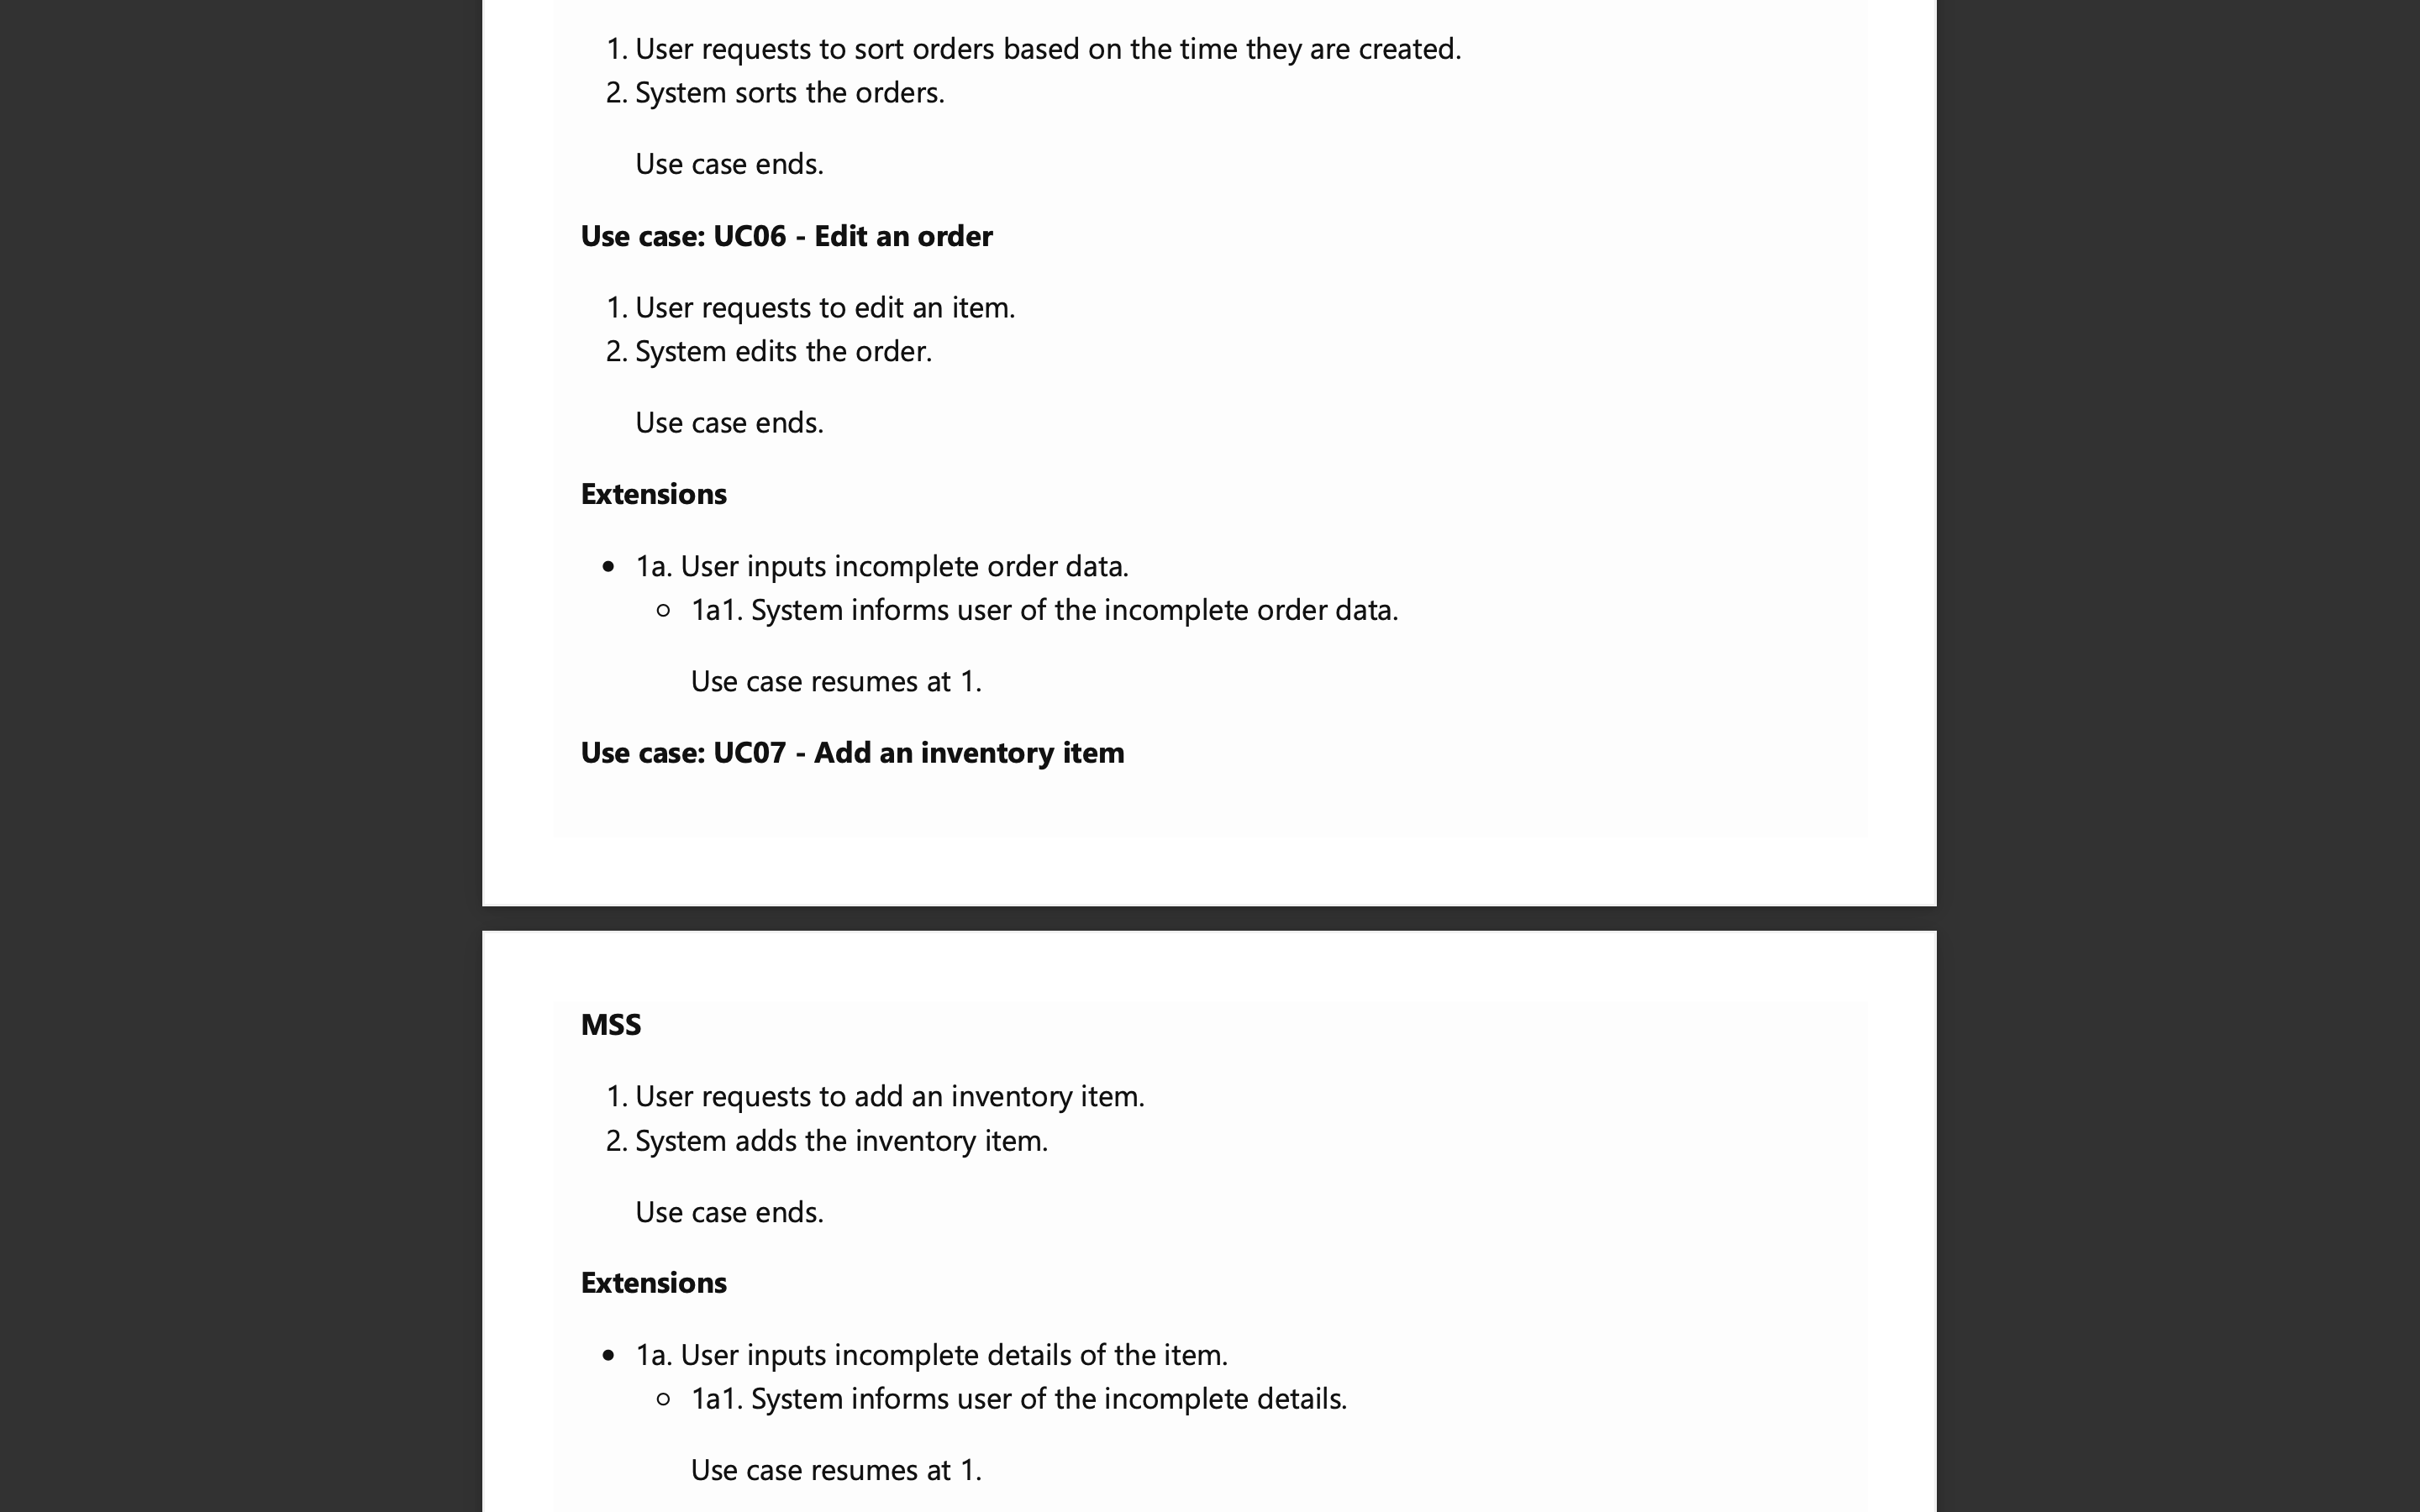 1. User requests to sort orders based on the time they are created.
2. System sorts the orders.
Use case ends.
Use case: UC06 - Edit an order
1. User requests to edit an item.
2. System edits the order.
Use case ends.
Extensions
• 1a. User inputs incomplete order data.
○ 1a1. System informs user of the incomplete order data.
Use case resumes at 1.
Use case: UC07 - Add an inventory item
MSS
1. User requests to add an inventory item.
2. System adds the inventory item.
Use case ends.
Extensions
• 1a. User inputs incomplete details of the item.
○ 1a1. System informs user of the incomplete details.
Use case resumes at 1.